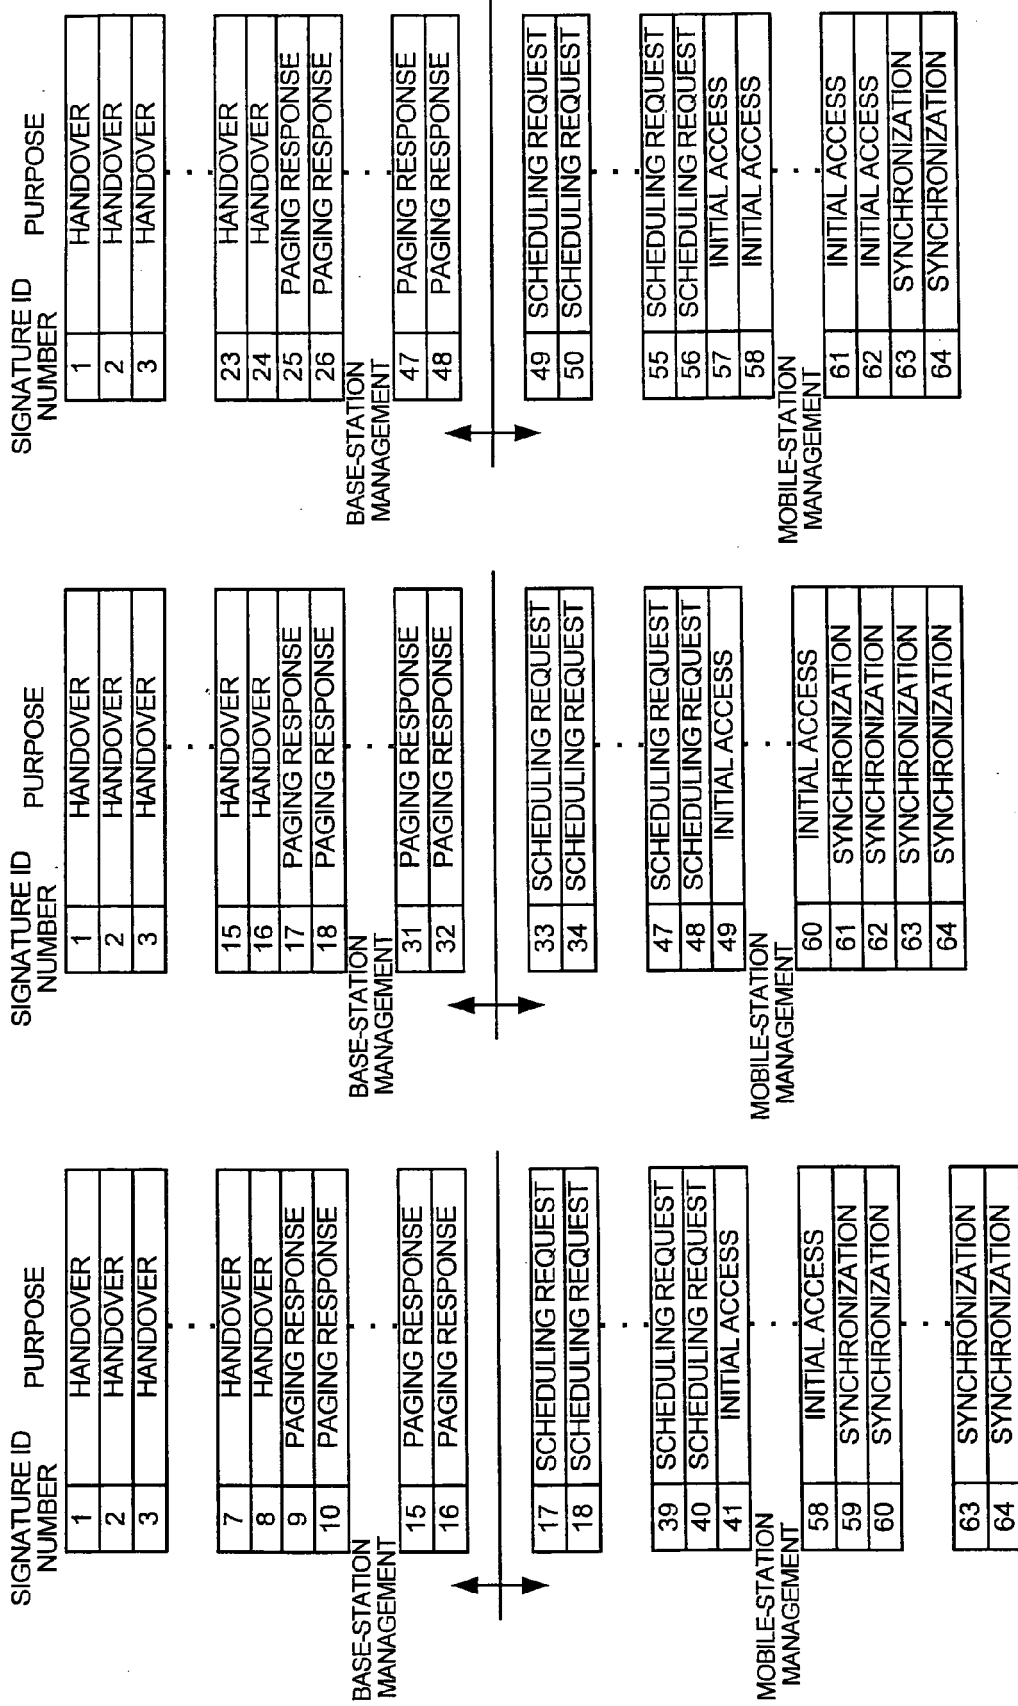 SIGNATURE ID
NUMBER
PURPOSE
1 HANDOVER
2 HANDOVER
3 HANDOVER
7 HANDOVER
8 HANDOVER
9 PAGING RESPONSE
10 PAGING RESPONSE
BASE-STATION
MANAGEMENT
15 PAGING RESPONSE
16 PAGING RESPONSE
17 SCHEDULING REQUEST
18 SCHEDULING REQUEST
39 SCHEDULING REQUEST
40 SCHEDULING REQUEST
41 INITIAL ACCESS
MOBILE-STATION
MANAGEMENT
58 INITIAL ACCESS
59 SYNCHRONIZATION
60 SYNCHRONIZATION
63 SYNCHRONIZATION
64 SYNCHRONIZATION
SIGNATURE ID
NUMBER
PURPOSE
1 HANDOVER
2 HANDOVER
3 HANDOVER
15 HANDOVER
16 HANDOVER
17 PAGING RESPONSE
18 PAGING RESPONSE
BASE-STATION
MANAGEMENT
31 PAGING RESPONSE
32 PAGING RESPONSE
33 SCHEDULING REQUEST
34 SCHEDULING REQUEST
47 SCHEDULING REQUEST
48 SCHEDULING REQUEST
49 INITIAL ACCESS
MOBILE-STATION
MANAGEMENT
60 INITIAL ACCESS
61 SYNCHRONIZATION
62 SYNCHRONIZATION
63 SYNCHRONIZATION
64 SYNCHRONIZATION
SIGNATURE ID
NUMBER
PURPOSE
1 HANDOVER
2 HANDOVER
3 HANDOVER
23 HANDOVER
24 HANDOVER
25 PAGING RESPONSE
26 PAGING RESPONSE
BASE-STATION
MANAGEMENT
47 PAGING RESPONSE
48 PAGING RESPONSE
49 SCHEDULING REQUEST
50 SCHEDULING REQUEST
55 SCHEDULING REQUEST
56 SCHEDULING REQUEST
57 INITIAL ACCESS
58 INITIAL ACCESS
MOBILE-STATION
MANAGEMENT
61 INITIAL ACCESS
62 INITIAL ACCESS
63 SYNCHRONIZATION
64 SYNCHRONIZATION